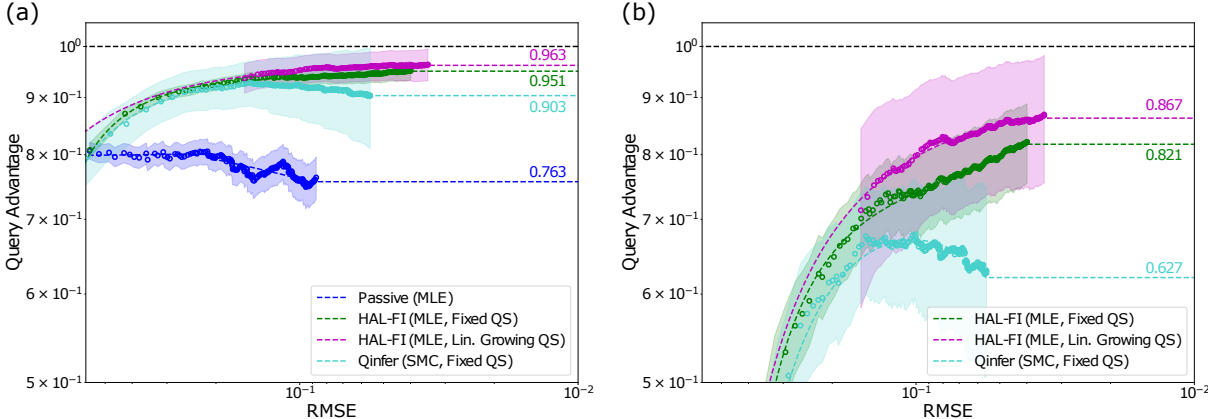 (a)
Query Advantage
10⁰
9 × 10⁻¹
8 × 10⁻¹
7 × 10⁻¹
6 × 10⁻¹
5 × 10⁻¹
0.963
0.951
0.903
0.763
Passive (MLE)
HAL-FI (MLE, Fixed QS)
HAL-FI (MLE, Lin. Growing QS)
Qinfer (SMC, Fixed QS)
10⁻¹
10⁻²
RMSE
(b)
Query Advantage
10⁰
9 × 10⁻¹
8 × 10⁻¹
7 × 10⁻¹
6 × 10⁻¹
5 × 10⁻¹
0.867
0.821
0.627
HAL-FI (MLE, Fixed QS)
HAL-FI (MLE, Lin. Growing QS)
Qinfer (SMC, Fixed QS)
10⁻¹
10⁻²
RMSE